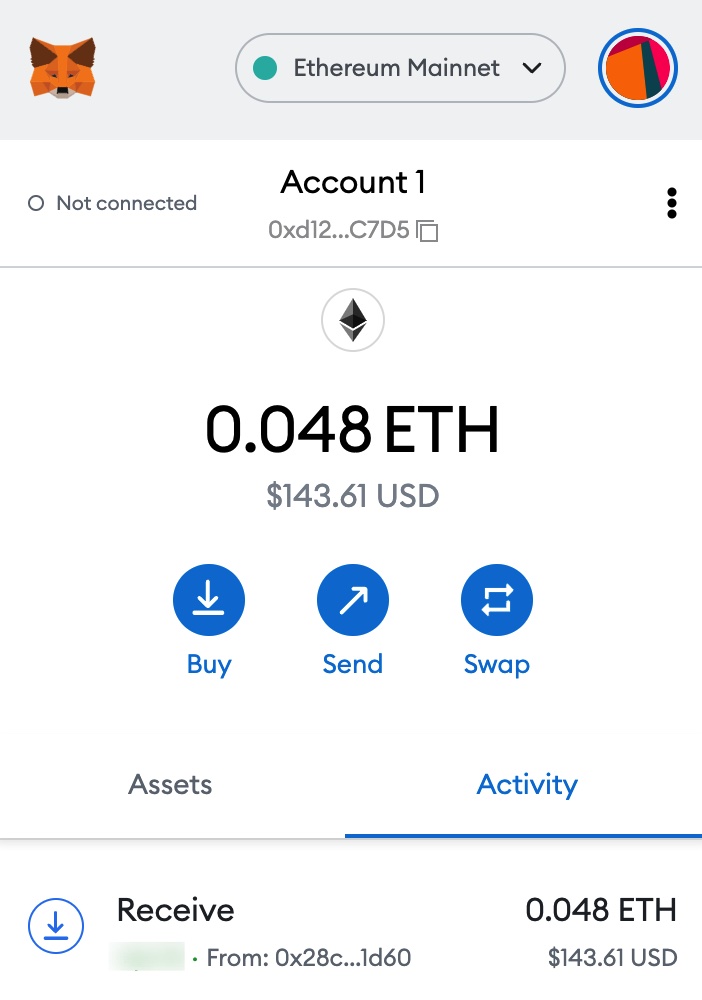 Ethereum Mainnet
Not connected
Account 1
0xd12...C7D5
0.048 ETH
$143.61 USD
Buy Send Swap
Assets Activity
Receive 0.048 ETH
· From: 0x28c...1d60 $143.61 USD